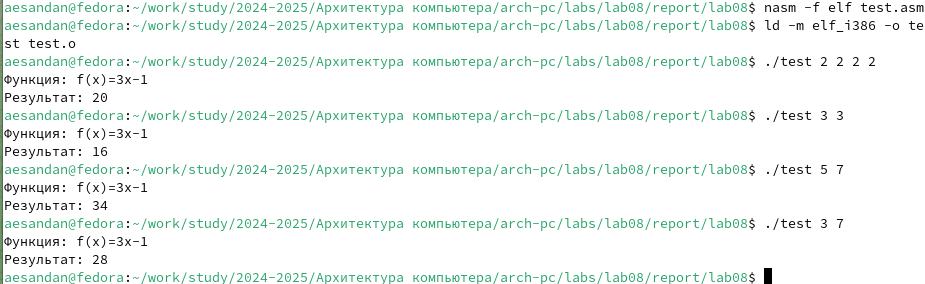 aesandan@fedora:~/work/study/2024-2025/Архитектура компьютера/arch-pc/labs/lab08/report/lab08$ nasm -f elf test.asm
aesandan@fedora:~/work/study/2024-2025/Архитектура компьютера/arch-pc/labs/lab08/report/lab08$ ld -m elf_i386 -o te
st test.o
aesandan@fedora:~/work/study/2024-2025/Архитектура компьютера/arch-pc/labs/lab08/report/lab08$ ./test 2 2 2 2
Функция: f(x)=3x-1
Результат: 20
aesandan@fedora:~/work/study/2024-2025/Архитектура компьютера/arch-pc/labs/lab08/report/lab08$ ./test 3 3
Функция: f(x)=3x-1
Результат: 16
aesandan@fedora:~/work/study/2024-2025/Архитектура компьютера/arch-pc/labs/lab08/report/lab08$ ./test 5 7
Функция: f(x)=3x-1
Результат: 34
aesandan@fedora:~/work/study/2024-2025/Архитектура компьютера/arch-pc/labs/lab08/report/lab08$ ./test 3 7
Функция: f(x)=3x-1
Результат: 28
aesandan@fedora:~/work/study/2024-2025/Архитектура компьютера/arch-pc/labs/lab08/report/lab08$